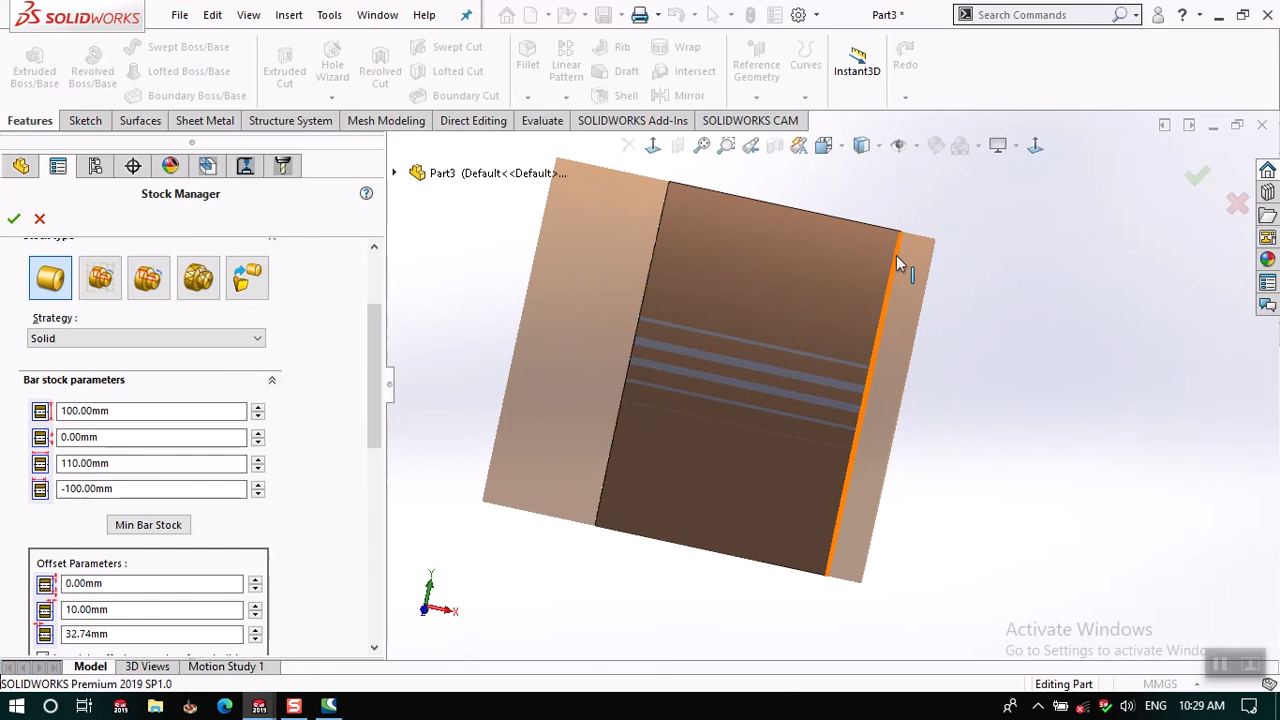 SOLIDWORKS File Edit View Insert Tools Window Help Part3 * Search Commands
Extruded Boss/Base
Revolved Boss/Base
Swept Boss/Base
Lofted Boss/Base
Boundary Boss/Base
Extruded Cut
Hole Wizard
Revolved Cut
Swept Cut
Lofted Cut
Boundary Cut
Fillet
Linear Pattern
Rib
Draft
Shell
Wrap
Intersect
Mirror
Reference Geometry
Curves
Instant3D
Redo
Features Sketch Surfaces Sheet Metal Structure System Mesh Modeling Direct Editing Evaluate SOLIDWORKS Add-Ins SOLIDWORKS CAM
Part3 (Default<<Default>...
Stock Manager
Stock type
Strategy:
Solid
Bar stock parameters
100.00mm
0.00mm
110.00mm
-100.00mm
Min Bar Stock
Offset Parameters :
0.00mm
10.00mm
32.74mm
Y
X
Activate Windows
Go to Settings to activate Windows.
Model 3D Views Motion Study 1
SOLIDWORKS Premium 2019 SP1.0 Editing Part MMGS
ENG 10:29 AM